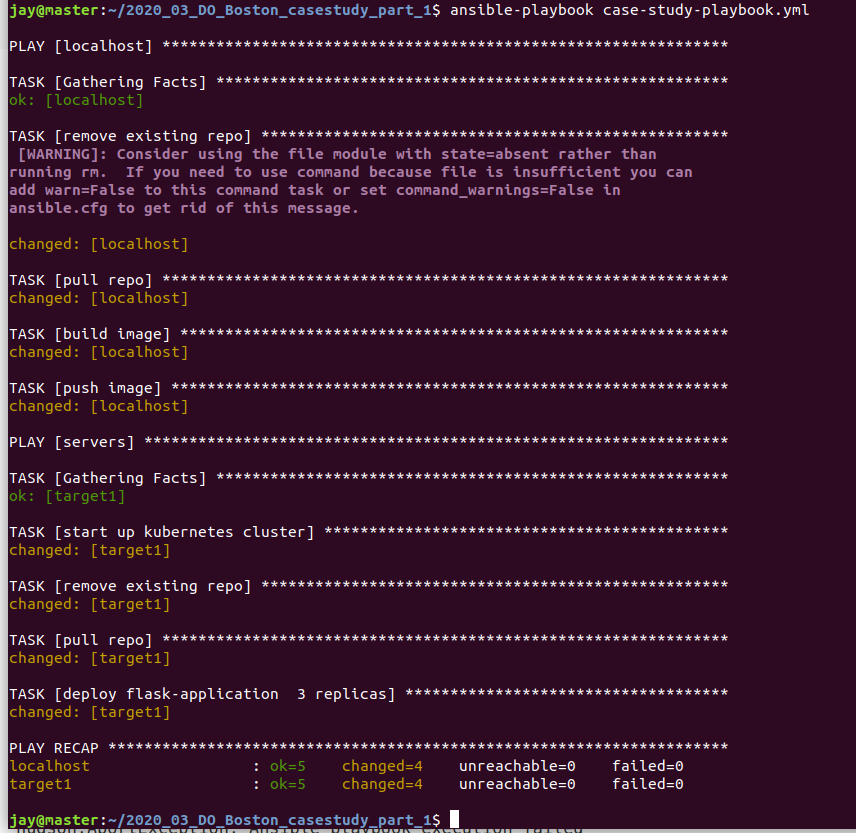 jay@master:~/2020_03_DO_Boston_casestudy_part_1$ ansible-playbook case-study-playbook.yml
PLAY [localhost] ***************************************************************
TASK [Gathering Facts] *********************************************************
ok: [localhost]
TASK [remove existing repo] ****************************************************
[WARNING]: Consider using the file module with state=absent rather than
running rm.  If you need to use command because file is insufficient you can
add warn=False to this command task or set command_warnings=False in
ansible.cfg to get rid of this message.
changed: [localhost]
TASK [pull repo] ***************************************************************
changed: [localhost]
TASK [build image] *************************************************************
changed: [localhost]
TASK [push image] **************************************************************
changed: [localhost]
PLAY [servers] *****************************************************************
TASK [Gathering Facts] *********************************************************
ok: [target1]
TASK [start up kubernetes cluster] *********************************************
changed: [target1]
TASK [remove existing repo] ****************************************************
changed: [target1]
TASK [pull repo] ***************************************************************
changed: [target1]
TASK [deploy flask-application  3 replicas] ************************************
changed: [target1]
PLAY RECAP *********************************************************************
localhost                  : ok=5    changed=4    unreachable=0    failed=0
target1                    : ok=5    changed=4    unreachable=0    failed=0
jay@master:~/2020_03_DO_Boston_casestudy_part_1$
hudson.AbortException: Ansible playbook execution failed